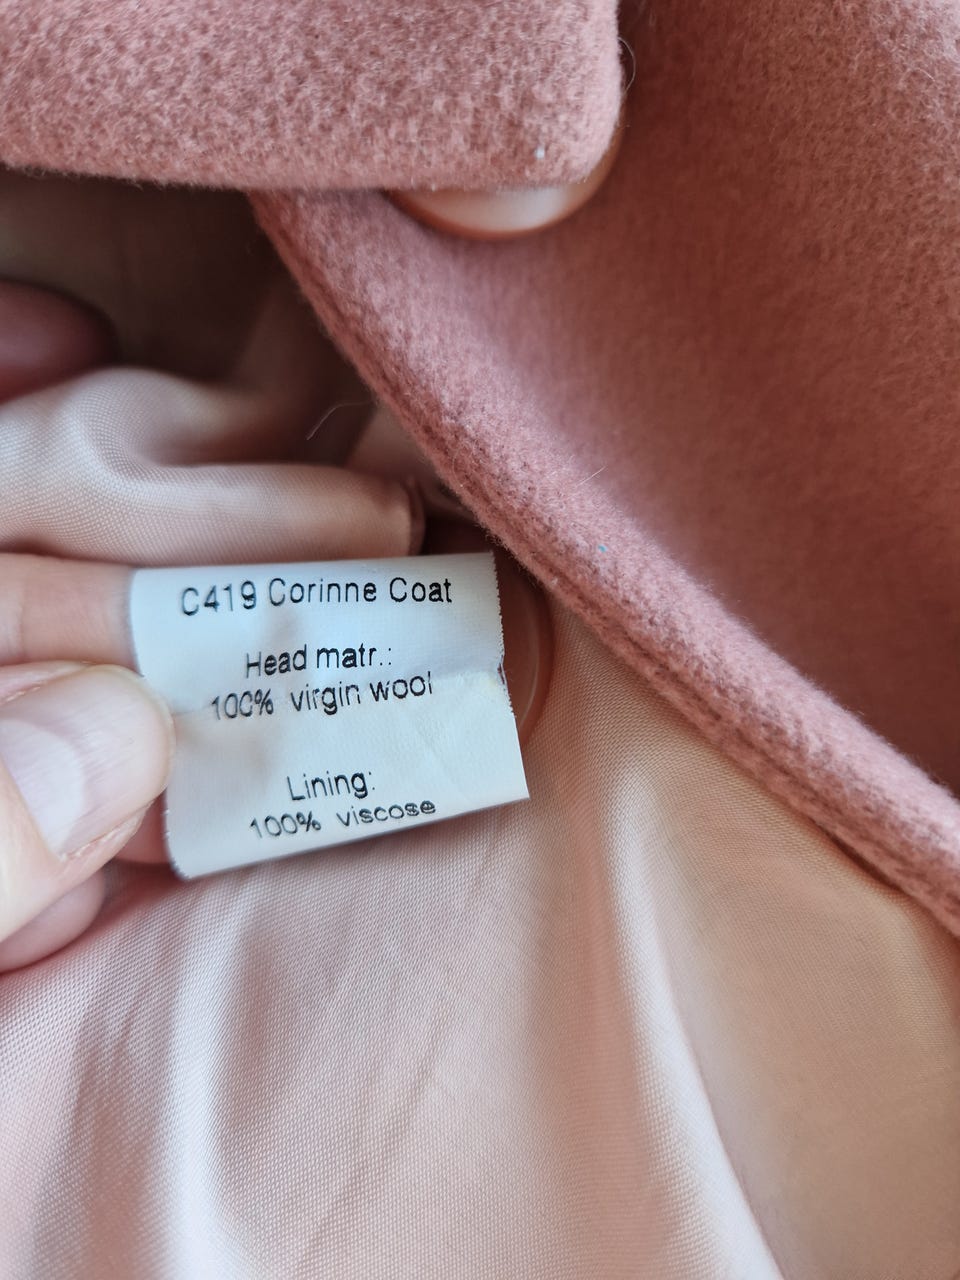 C419 Corinne Coat
Head matr.:
100% virgin wool
Lining:
100% viscose